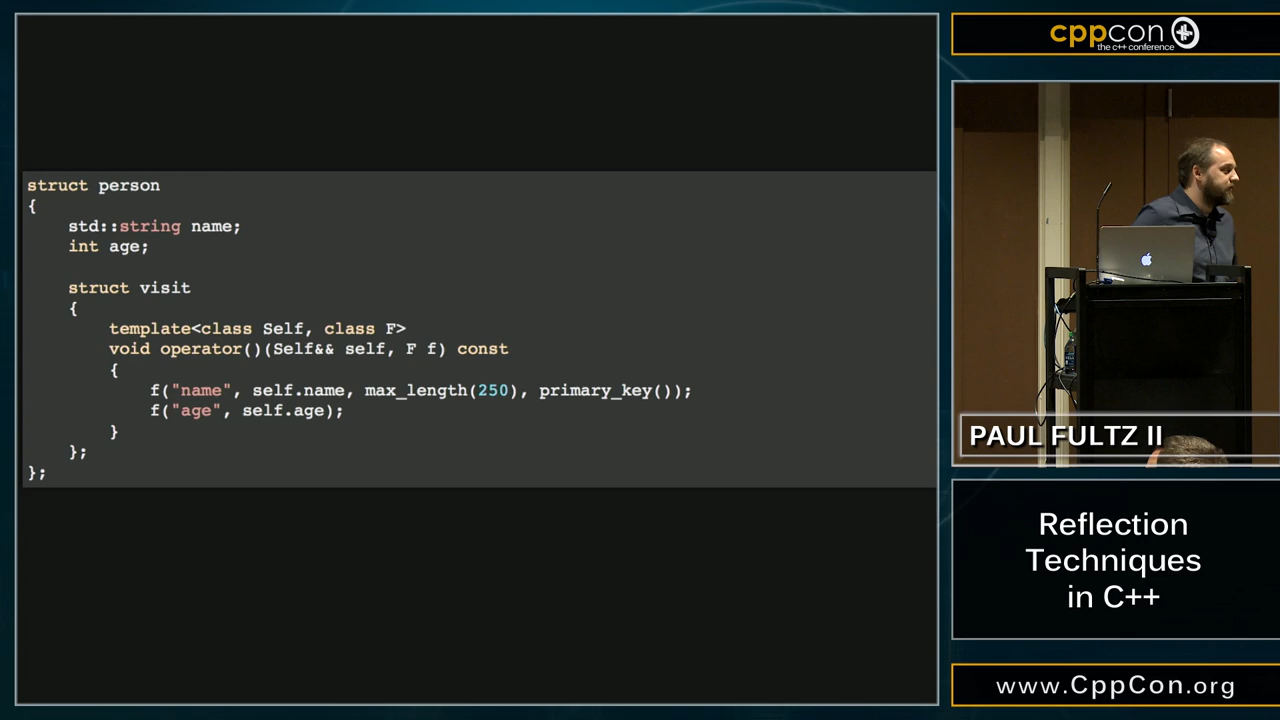 struct person
{
    std::string name;
    int age;

    struct visit
    {
        template<class Self, class F>
        void operator()(Self&& self, F f) const
        {
            f("name", self.name, max_length(250), primary_key());
            f("age", self.age);
        }
    };
};
cppcon
the c++ conference
PAUL FULTZ II
Reflection
Techniques
in C++
www.CppCon.org